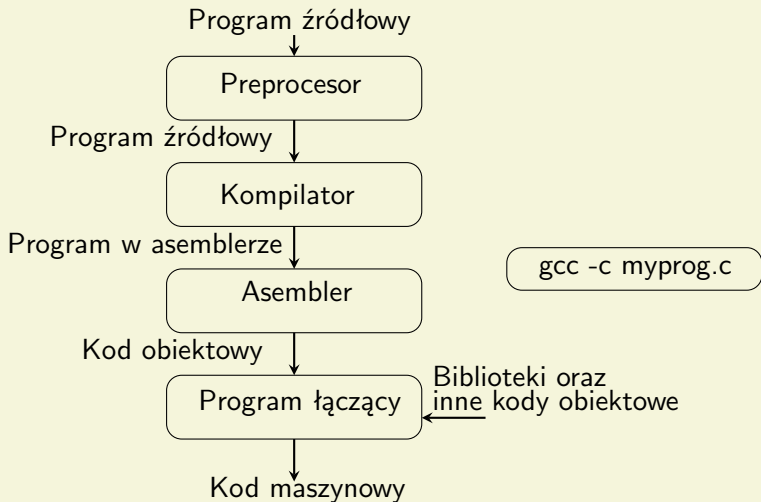 Program źródłowy
Preprocesor
Program źródłowy
Kompilator
Program w asemblerze
gcc -c myprog.c
Asembler
Kod obiektowy
Biblioteki oraz
inne kody obiektowe
Program łączący
Kod maszynowy